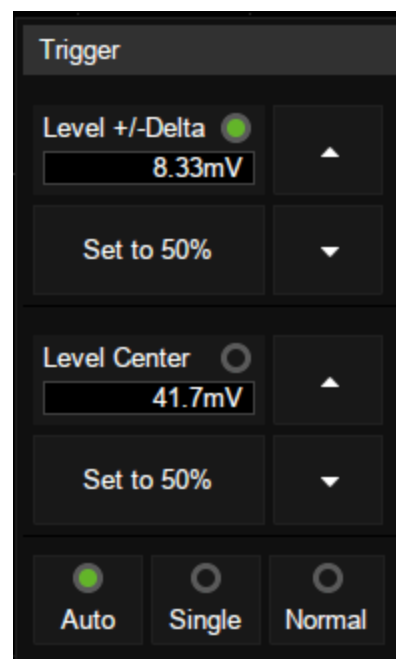 Trigger
Level +/-Delta
8.33mV
Set to 50%
Level Center
41.7mV
Set to 50%
Auto Single Normal